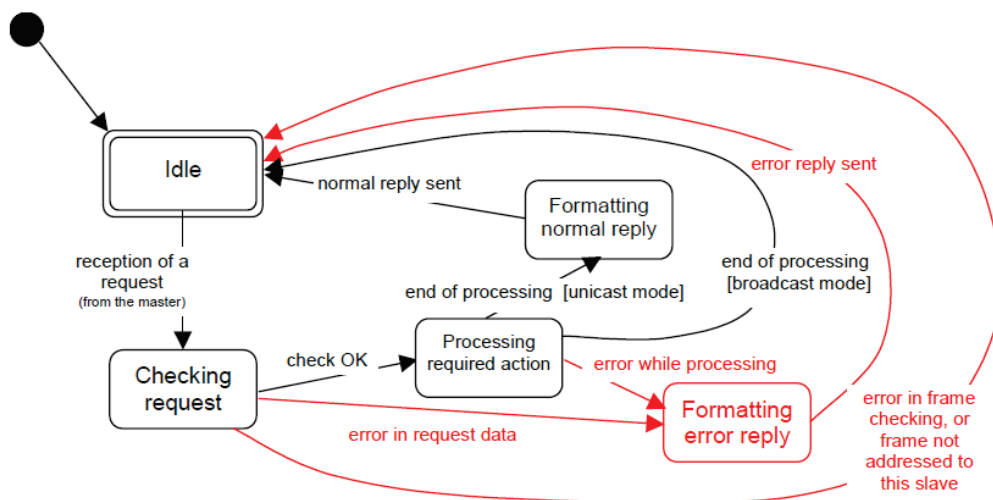 Idle
error reply sent
normal reply sent
Formatting
normal reply
reception of a
request
(from the master)
end of processing
[broadcast mode]
end of processing [unicast mode]
Processing
required action
check OK
error while processing
Checking
request
Formatting
error reply
error in request data
error in frame
checking, or
frame not
addressed to
this slave